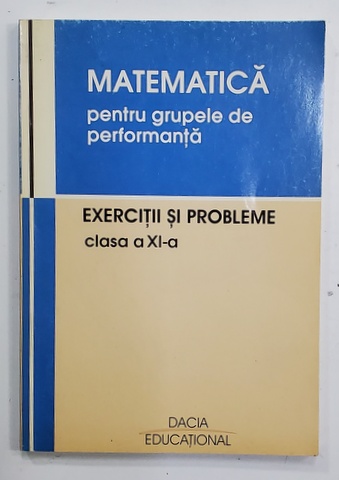 MATEMATICĂ
pentru grupele de
performanță
EXERCIȚII ȘI PROBLEME
clasa a XI-a
DACIA
EDUCAȚIONAL